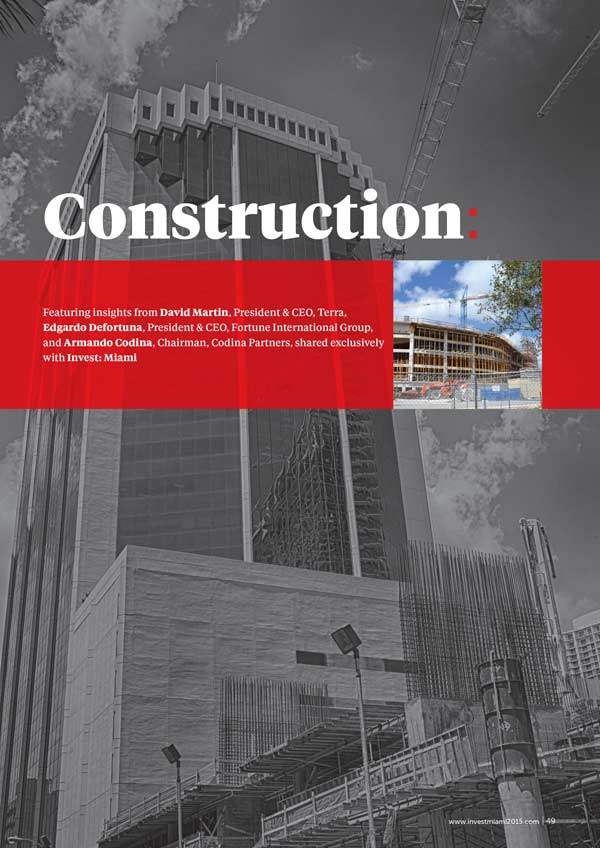 Construction:
Featuring insights from David Martin, President & CEO, Terra,
Edgardo Defortuna, President & CEO, Fortune International Group,
and Armando Codina, Chairman, Codina Partners, shared exclusively
with Invest: Miami
www.investmiami2015.com | 49